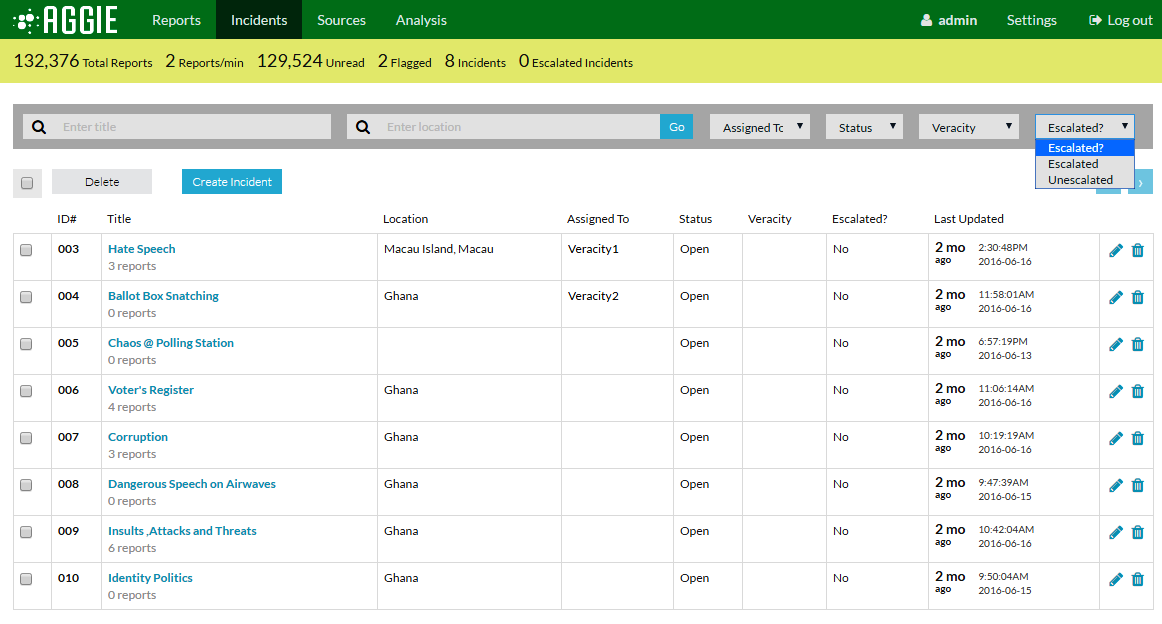 AGGIE Reports Incidents Sources Analysis admin Settings Log out
132,376 Total Reports 2 Reports/min 129,524 Unread 2 Flagged 8 Incidents 0 Escalated Incidents
Enter title Enter location Go Assigned To Status Veracity Escalated?
Escalated?
Escalated
Unescalated
Delete Create Incident
ID# Title Location Assigned To Status Veracity Escalated? Last Updated
003 Hate Speech Macau Island, Macau Veracity1 Open No 2 mo 2:30:48PM
3 reports ago 2016-06-16
004 Ballot Box Snatching Ghana Veracity2 Open No 2 mo 11:58:01AM
0 reports ago 2016-06-16
005 Chaos @ Polling Station Open No 2 mo 6:57:19PM
0 reports ago 2016-06-13
006 Voter's Register Ghana Open No 2 mo 11:06:14AM
4 reports ago 2016-06-16
007 Corruption Ghana Open No 2 mo 10:19:19AM
3 reports ago 2016-06-16
008 Dangerous Speech on Airwaves Ghana Open No 2 mo 9:47:39AM
0 reports ago 2016-06-15
009 Insults ,Attacks and Threats Ghana Open No 2 mo 10:42:04AM
6 reports ago 2016-06-16
010 Identity Politics Ghana Open No 2 mo 9:50:04AM
0 reports ago 2016-06-15